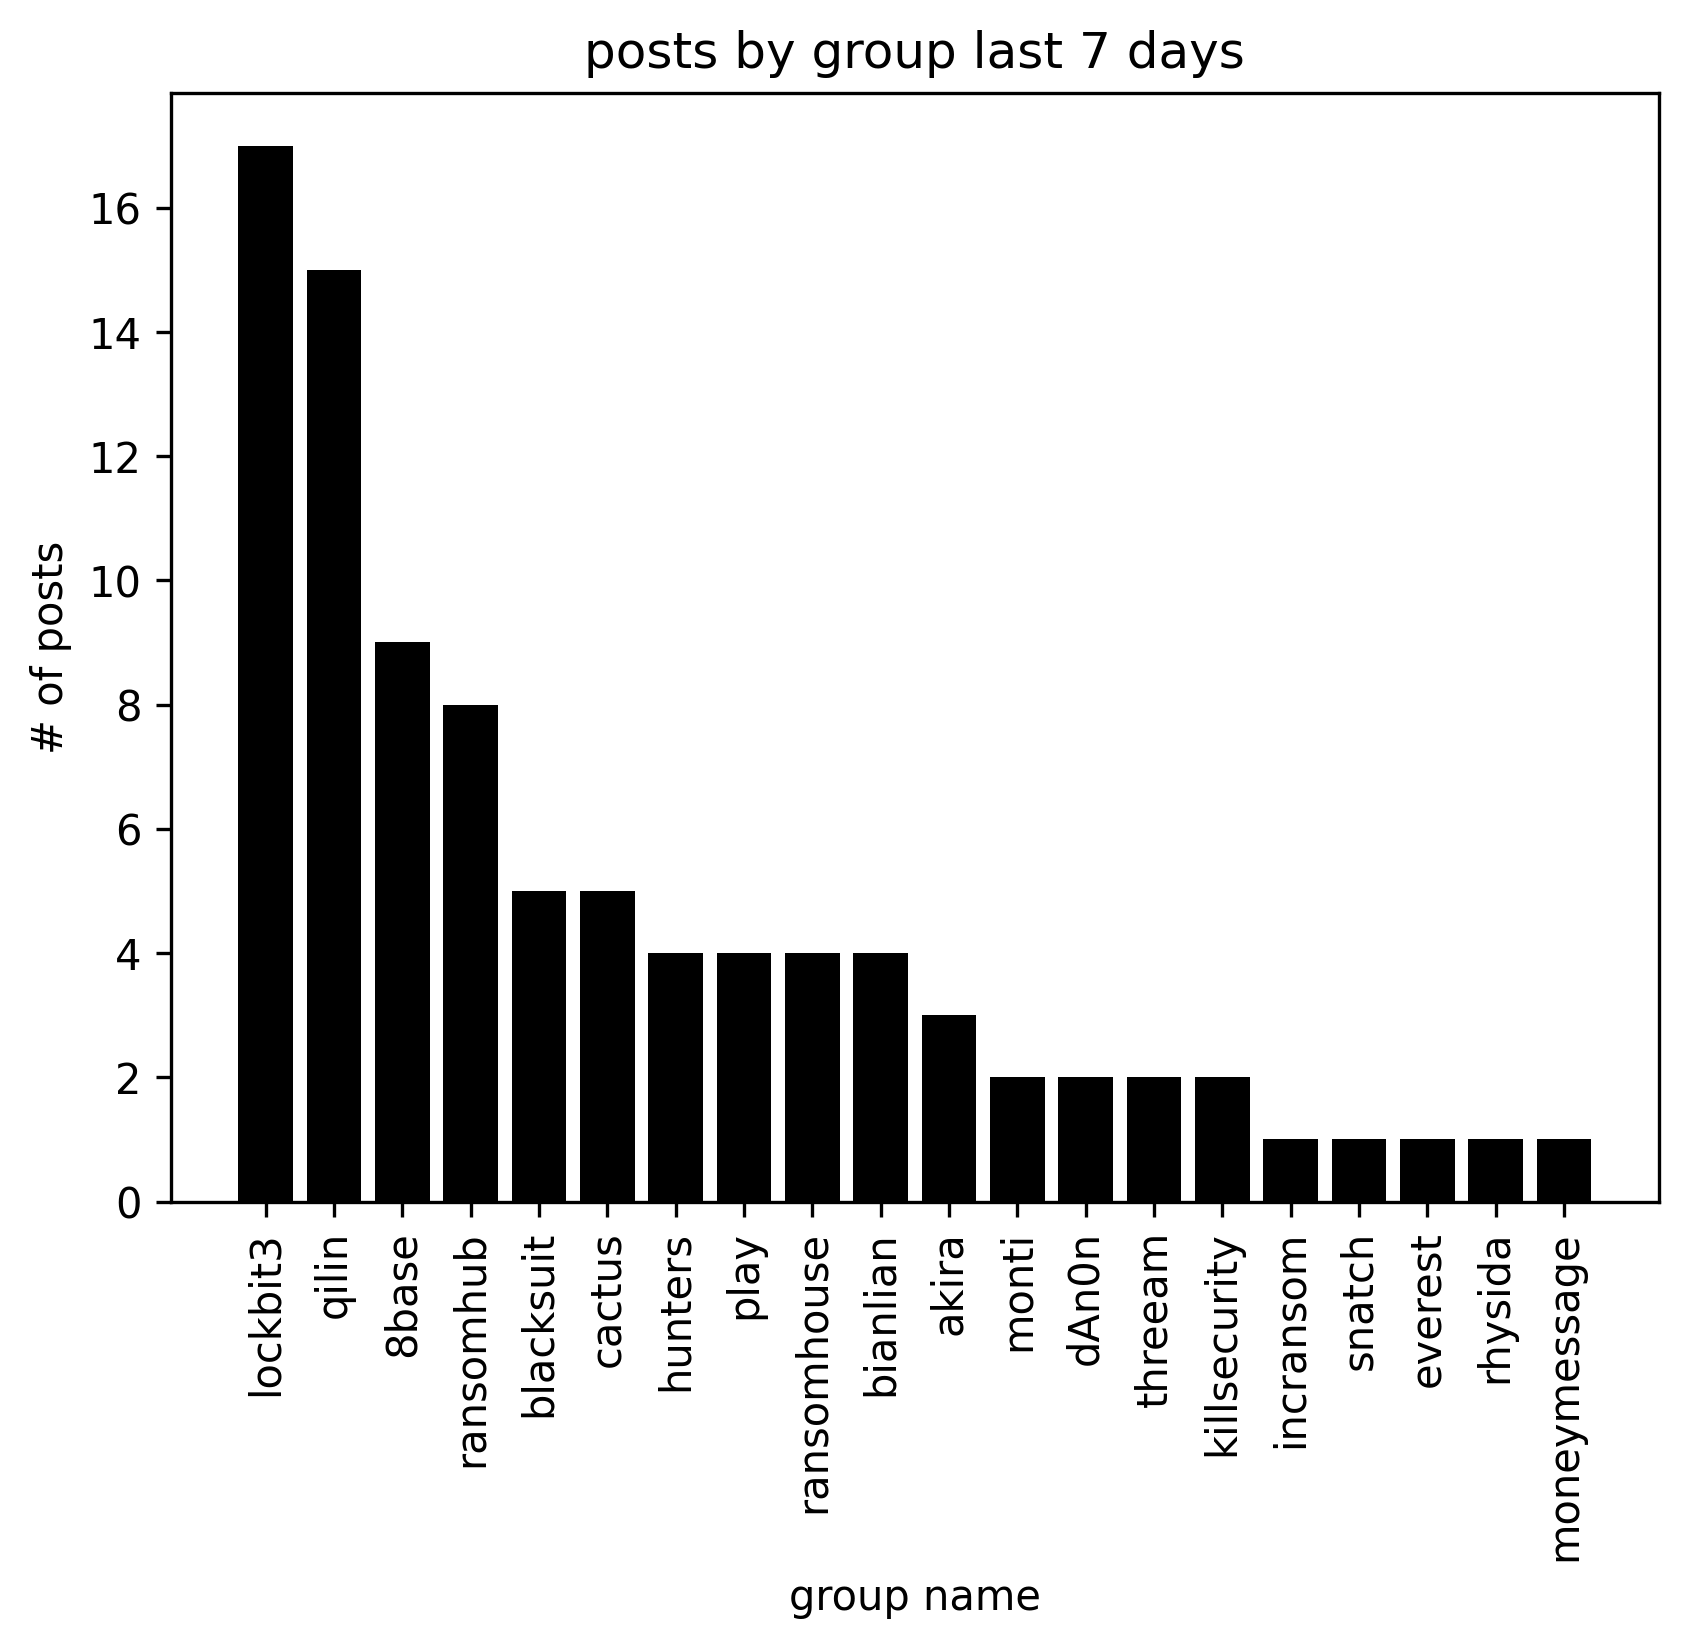 posts by group last 7 days
# of posts
16
14
12
10
8
6
4
2
0
lockbit3
qilin
8base
ransomhub
blacksuit
cactus
hunters
play
ransomhouse
bianlian
akira
monti
dAn0n
threeam
killsecurity
incransom
snatch
everest
rhysida
moneymessage
group name